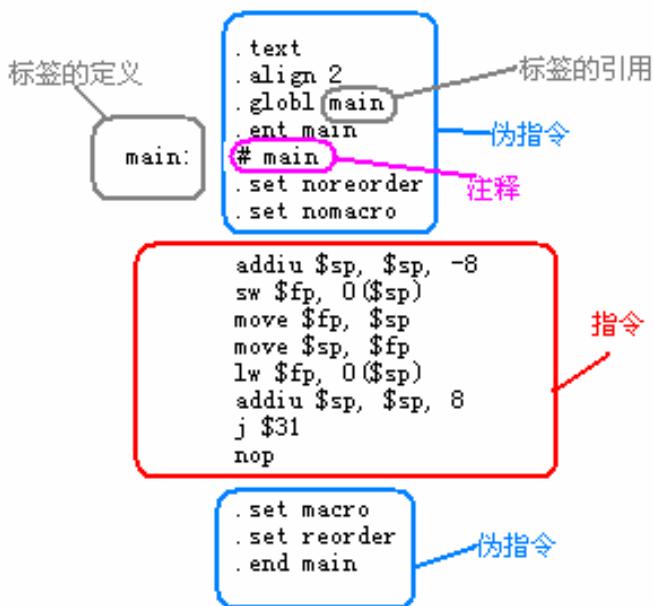 .text
标签的定义
.align 2
标签的引用
.globl main
.ent main
伪指令
main:
# main
注释
.set noreorder
.set nomacro
addiu $sp, $sp, -8
sw $fp, 0($sp)
move $fp, $sp
指令
move $sp, $fp
lw $fp, 0($sp)
addiu $sp, $sp, 8
j $31
nop
.set macro
.set reorder
伪指令
.end main